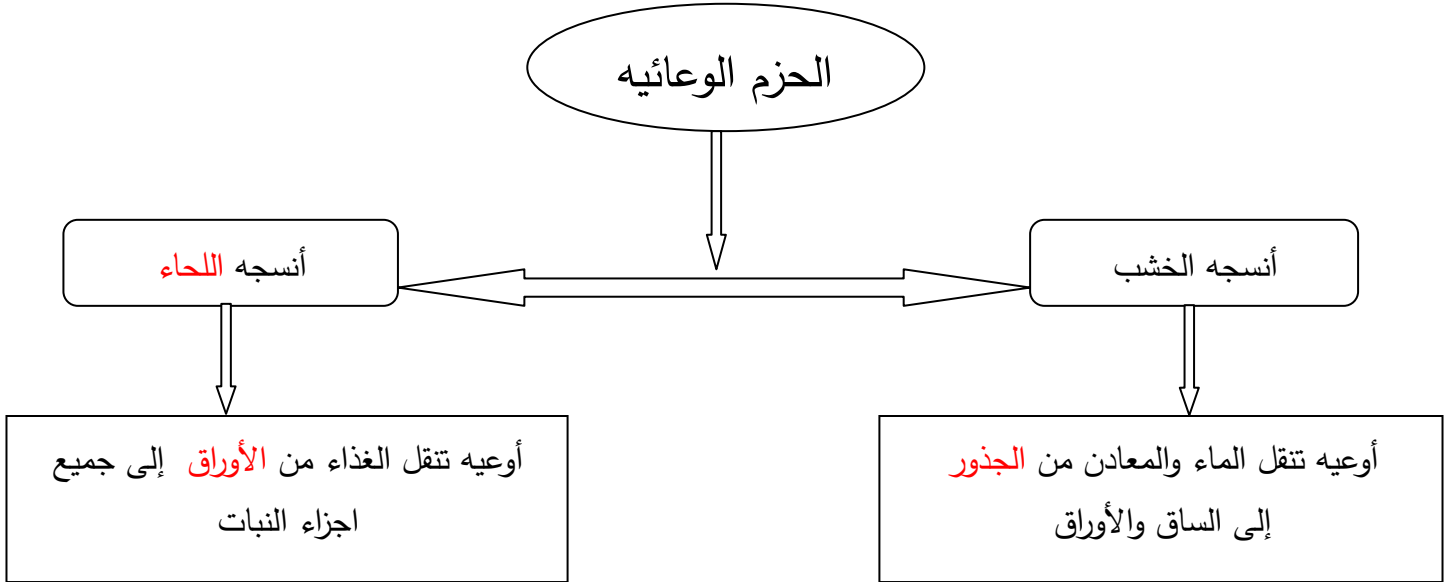 الحزم الوعائيه
أنسجه الخشب
أنسجه اللحاء
أوعيه تنقل الماء والمعادن من الجذور
إلى الساق والأوراق
أوعيه تنقل الغذاء من الأوراق إلى جميع
اجزاء النبات